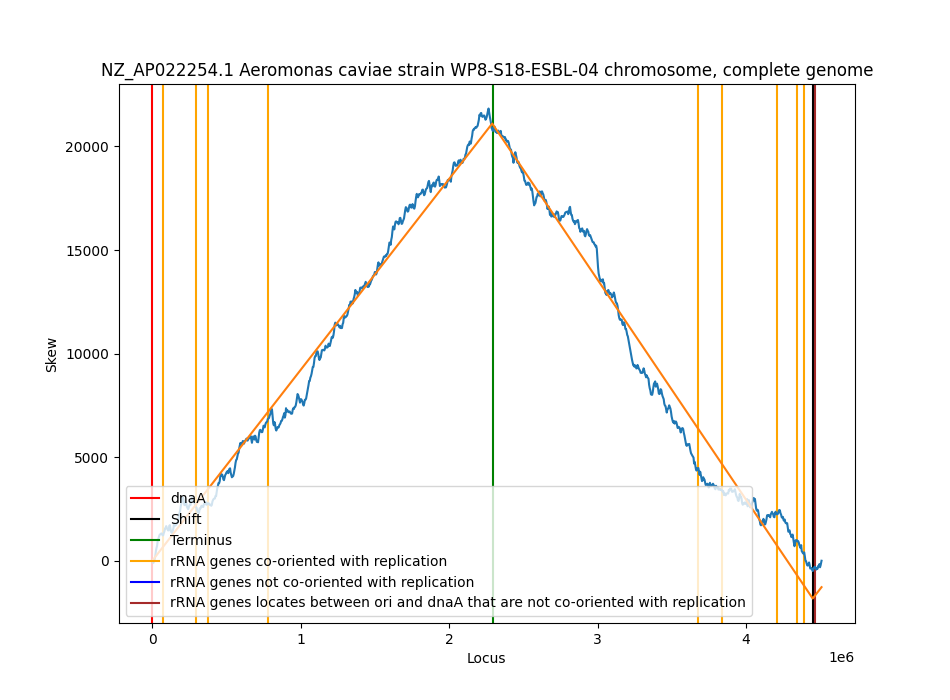 NZ_AP022254.1 Aeromonas caviae strain WP8-S18-ESBL-04 chromosome, complete genome
20000
15000
10000
5000
0
Skew
dnaA
Shift
Terminus
rRNA genes co-oriented with replication
rRNA genes not co-oriented with replication
rRNA genes locates between ori and dnaA that are not co-oriented with replication
0 1 2 3 4
1e6
Locus